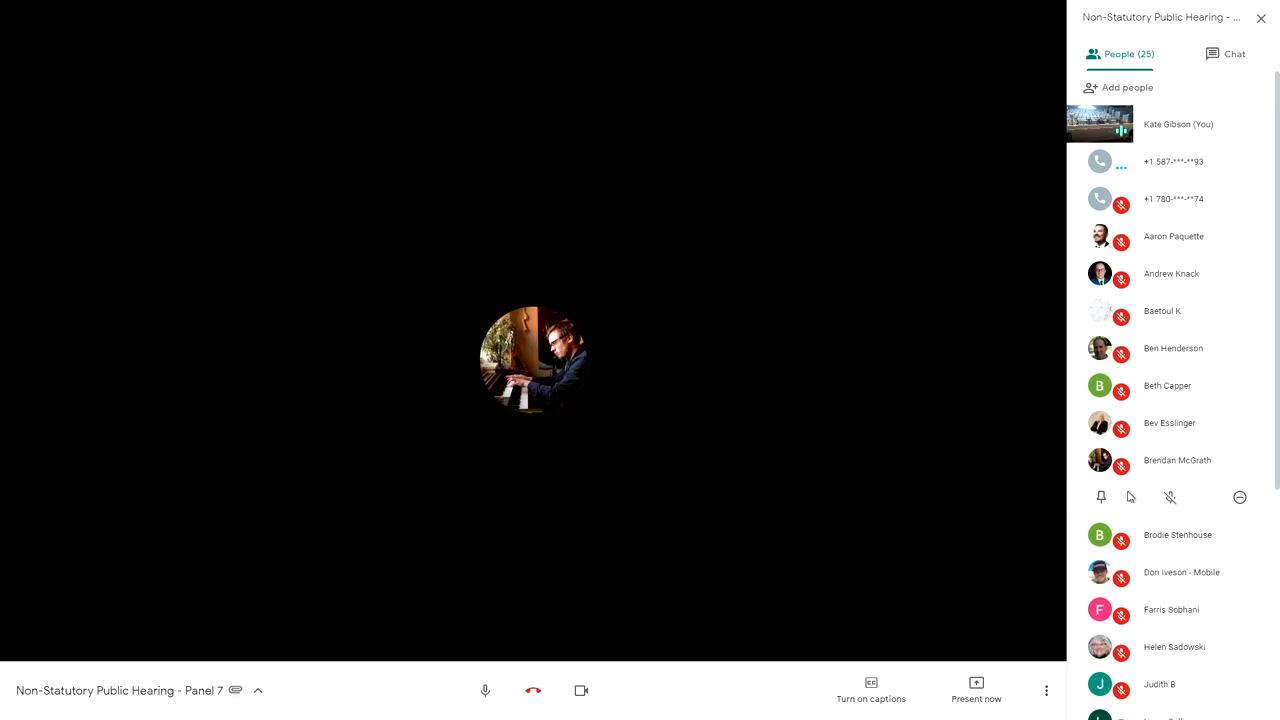 Non-Statutory Public Hearing - ...
People (25)
Chat
Add people
Kate Gibson (You)
+1 587-***-**93
+1 780-***-**74
Aaron Paquette
Andrew Knack
Baetoul K
Ben Henderson
B
Beth Capper
Bev Esslinger
Brendan McGrath
B
Brodie Stenhouse
Don Iveson - Mobile
F
Farris Sobhani
Helen Sadowski
J
Judith B
Non-Statutory Public Hearing - Panel 7
CC
Turn on captions
Present now